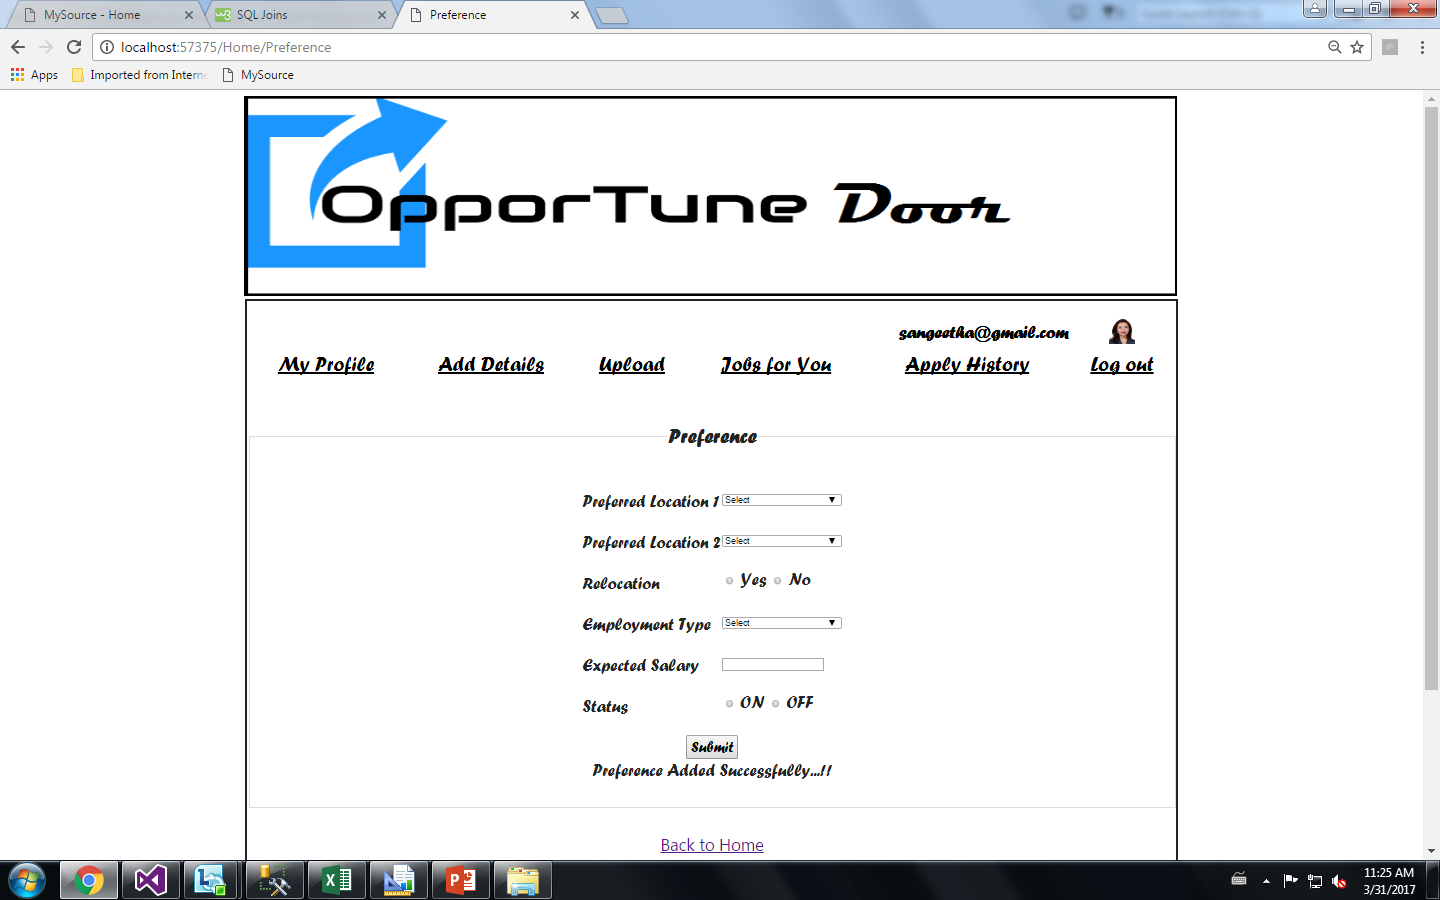 MySource - Home
SQL Joins
Preference
localhost:57375/Home/Preference
Apps
Imported from Intern
MySource
OpporTune Door
sangeetha@gmail.com
My Profile Add Details Upload Jobs for You Apply History Log out
Preference
Preferred Location 1 Select
Preferred Location 2 Select
Relocation Yes No
Employment Type Select
Expected Salary
Status ON OFF
Submit
Preference Added Successfully...!!
Back to Home
11:25 AM
3/31/2017